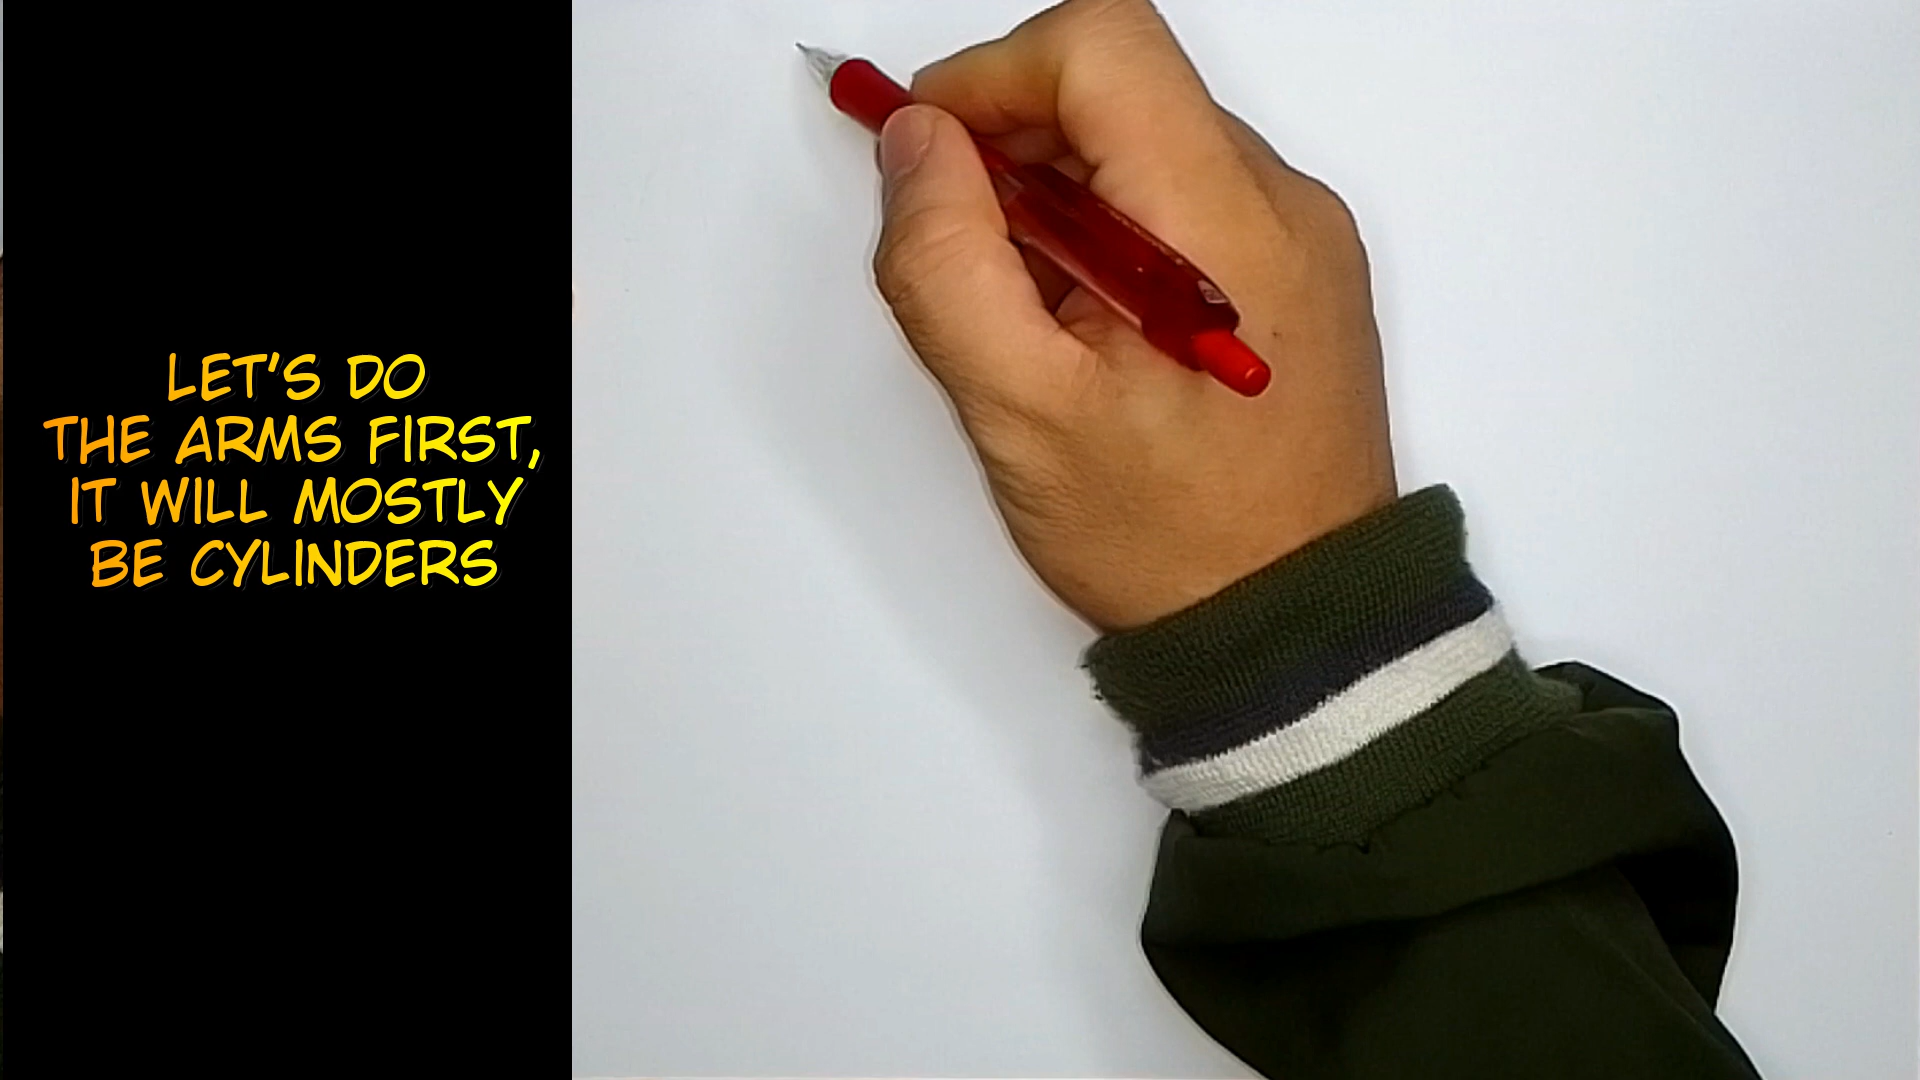 LET'S DO
THE ARMS FIRST,
IT WILL MOSTLY
BE CYLINDERS